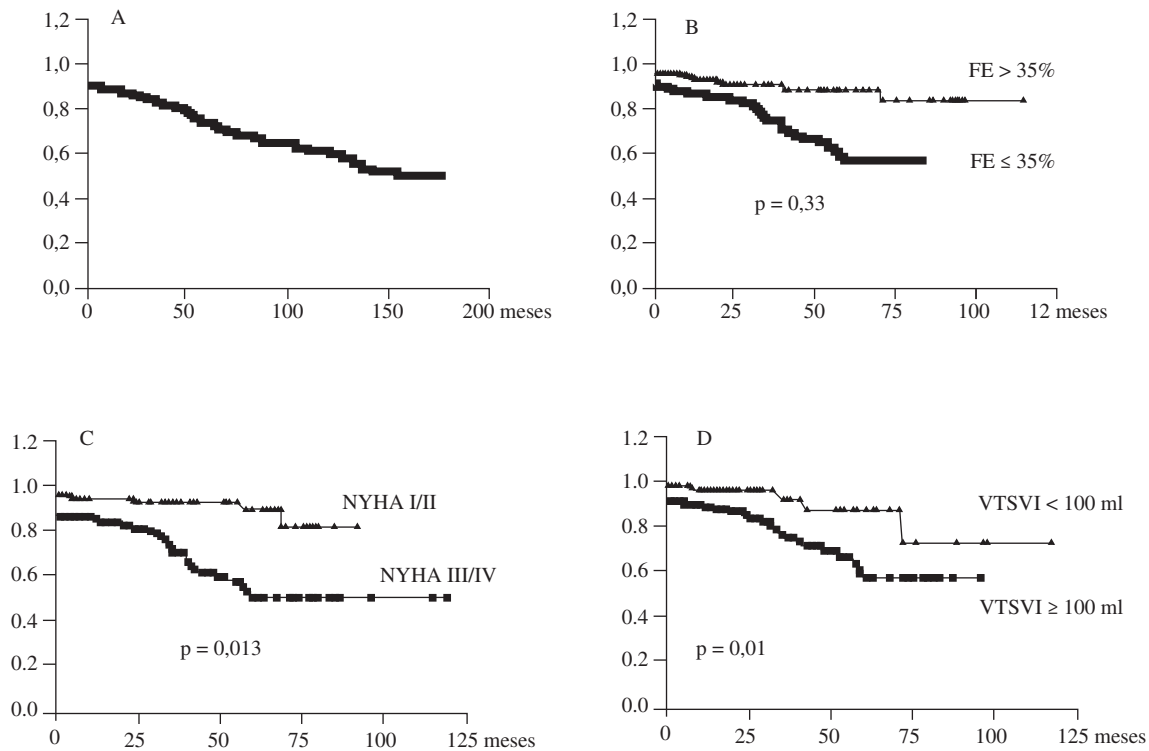 A
1,2
1,0
0,8
0,6
0,4
0,2
0,0
0 50 100 150 200 meses
B
1,2
1,0
0,8
0,6
0,4
0,2
0,0
FE > 35%
FE ≤ 35%
p = 0,33
0 25 50 75 100 12 meses
C
1.2
1.0
0.8
0.6
0.4
0.2
0.0
NYHA I/II
NYHA III/IV
p = 0,013
0 25 50 75 100 125 meses
D
1.2
1.0
0.8
0.6
0.4
0.2
0.0
VTSVI < 100 ml
VTSVI ≥ 100 ml
p = 0,01
0 25 50 75 100 125 meses